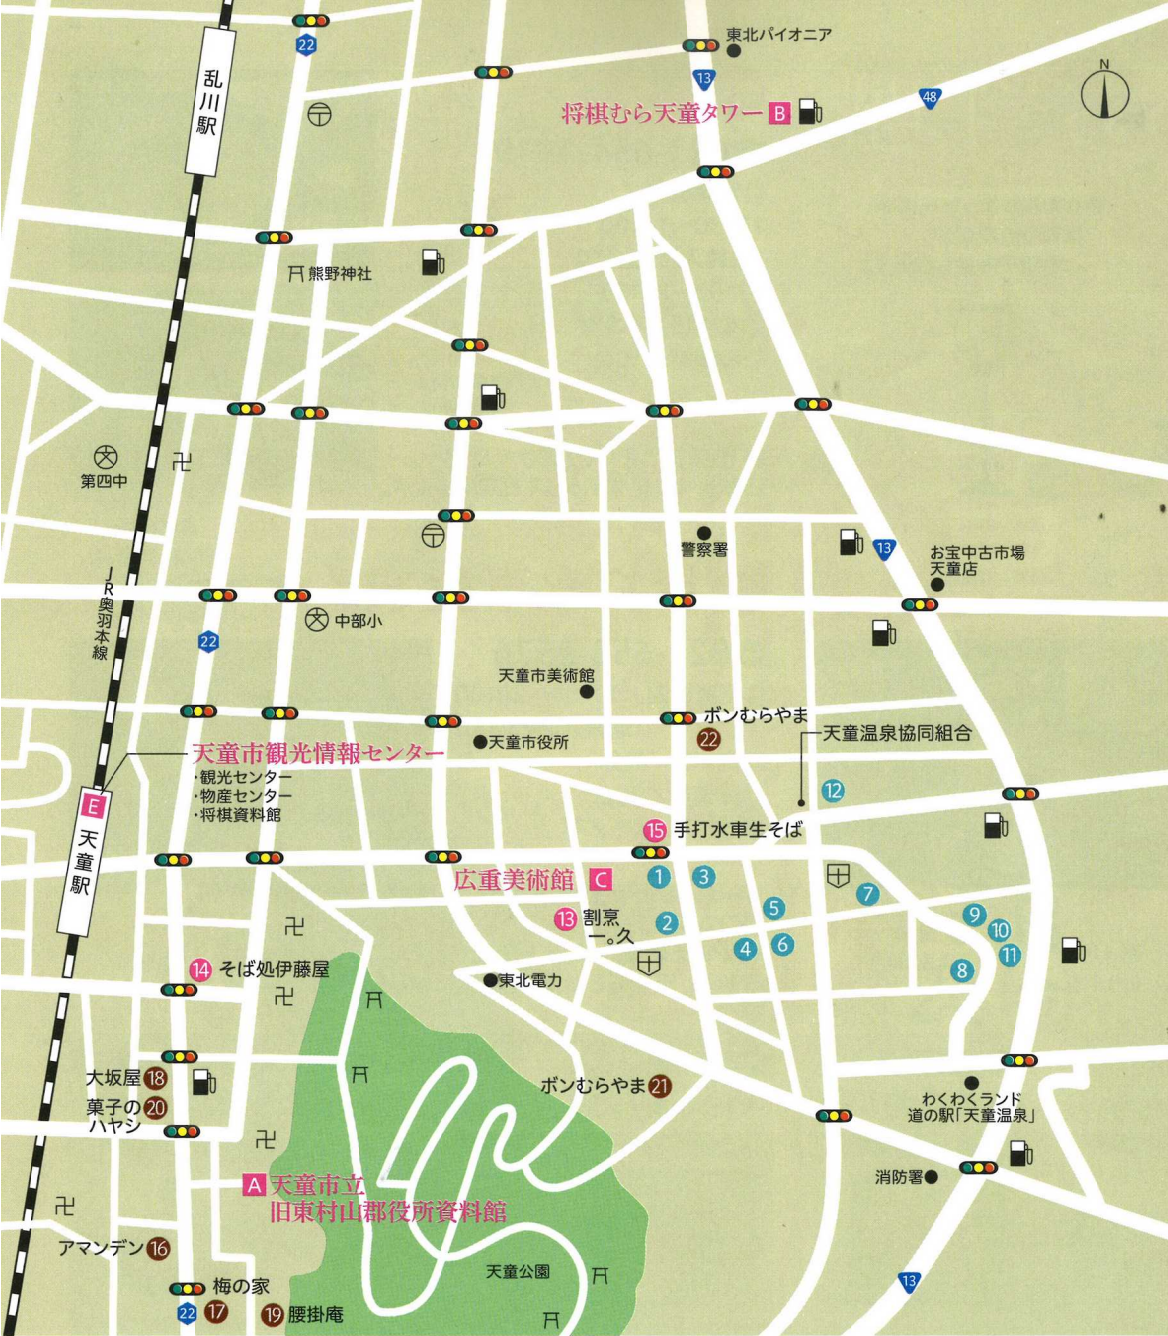 22
東北パイオニア
N
乱川駅
13
48
将棋むら天童タワー B
熊野神社
第四中
警察署
13
お宝中古市場
天童店
JR奥羽本線
中部小
22
天童市美術館
ボンむらやま
22
天童市役所
天童温泉協同組合
天童市観光情報センター
・観光センター
・物産センター
・将棋資料館
12
E
天童駅
15 手打水車生そば
広重美術館 C
1
3
7
13 割烹
一。久
2
5
9
10
4
6
11
8
14 そば処伊藤屋
東北電力
大坂屋 18
ボンむらやま 21
わくわくランド
道の駅「天童温泉」
菓子の 20
ハヤシ
消防署
A 天童市立
旧東村山郡役所資料館
アマンデン 16
天童公園
梅の家
22
17
19 腰掛庵
13